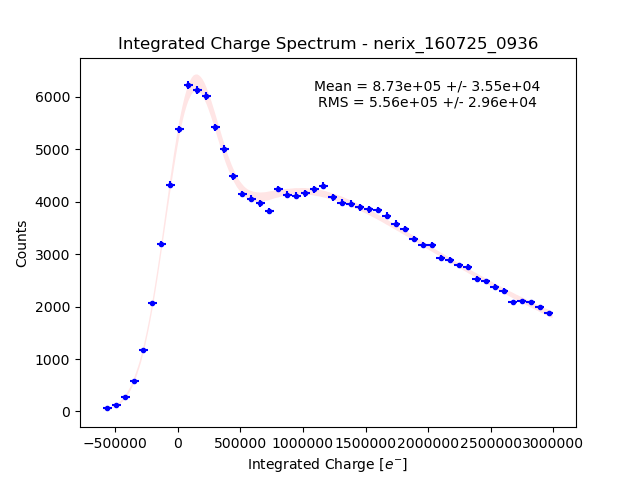 Integrated Charge Spectrum - nerix_160725_0936
Mean = 8.73e+05 +/- 3.55e+04
RMS = 5.56e+05 +/- 2.96e+04
Counts
6000
5000
4000
3000
2000
1000
0
−500000 0 500000 1000000 1500000 2000000 2500000 3000000
Integrated Charge [e⁻]